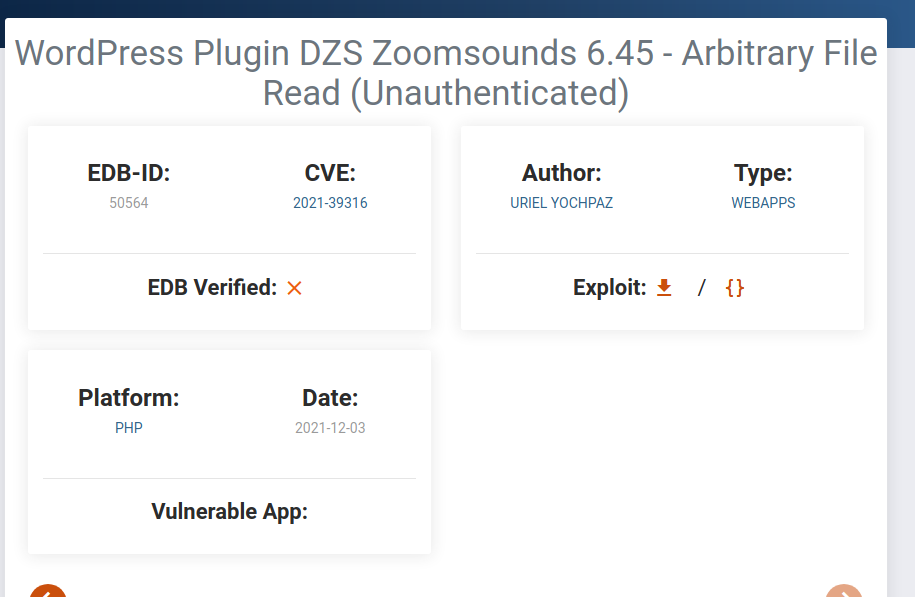 WordPress Plugin DZS Zoomsounds 6.45 - Arbitrary File
Read (Unauthenticated)
EDB-ID:
50564
CVE:
2021-39316
EDB Verified:
Author:
URIEL YOCHPAZ
Type:
WEBAPPS
Exploit: / {}
Platform:
PHP
Date:
2021-12-03
Vulnerable App: